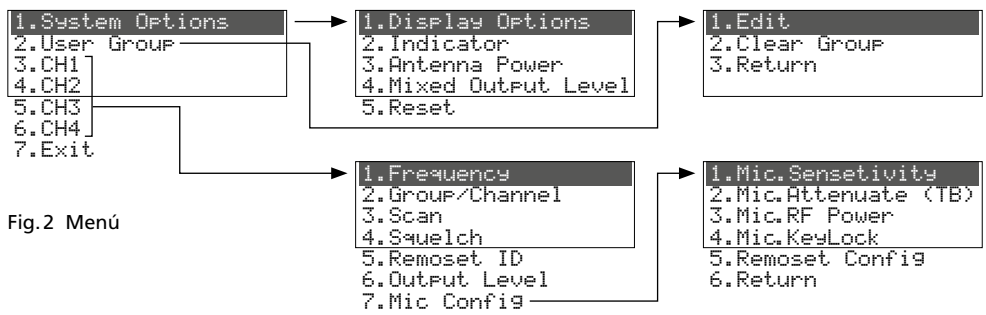 1.System Options
2.User Group
3.CH1
4.CH2
5.CH3
6.CH4
7.Exit
1.Display Options
2.Indicator
3.Antenna Power
4.Mixed Output Level
5.Reset
1.Edit
2.Clear Group
3.Return
1.Frequency
2.Group/Channel
3.Scan
4.Squelch
5.Remoset ID
6.Output Level
7.Mic Config
1.Mic.Sensetivity
2.Mic.Attenuate (TB)
3.Mic.RF Power
4.Mic.KeyLock
5.Remoset Config
6.Return
Fig.2 Menú